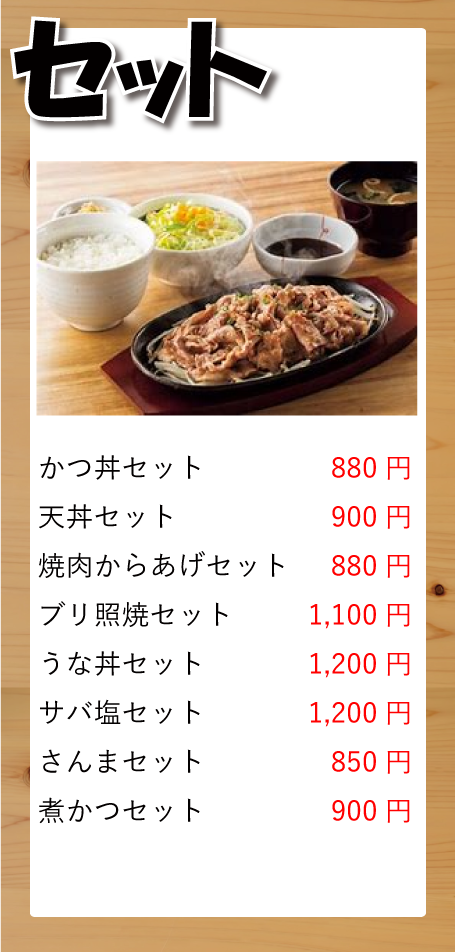 セット
かつ丼セット 880 円
天丼セット 900 円
焼肉からあげセット 880 円
ブリ照焼セット 1,100 円
うな丼セット 1,200 円
サバ塩セット 1,200 円
さんまセット 850 円
煮かつセット 900 円